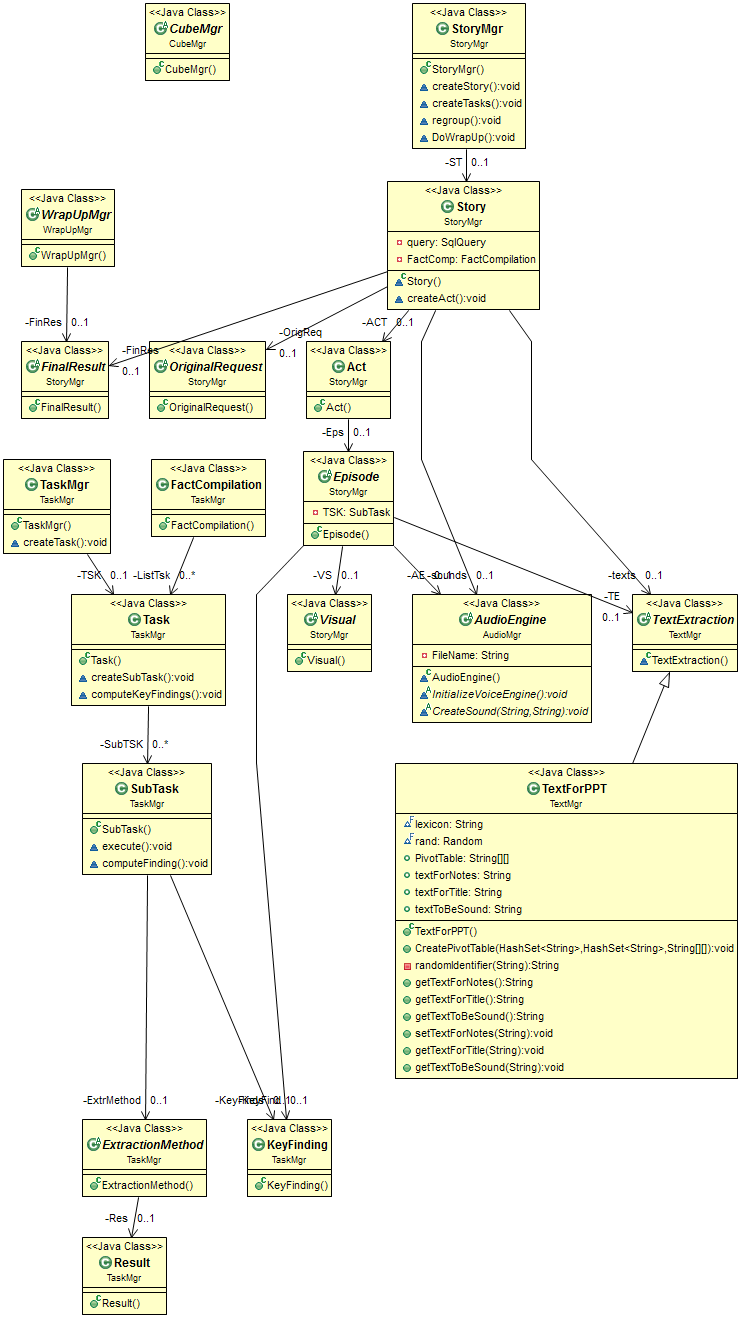 <<Java Class>>
CubeMgr
CubeMgr
CubeMgr()
<<Java Class>>
StoryMgr
StoryMgr
StoryMgr()
createStory():void
createTasks():void
regroup():void
DoWrapUp():void
-ST 0..1
<<Java Class>>
WrapUpMgr
WrapUpMgr
WrapUpMgr()
<<Java Class>>
Story
StoryMgr
query: SqlQuery
FactComp: FactCompilation
Story()
createAct():void
-FinRes 0..1
-FinRes
0..1
-OrigReq
0..1
-ACT 0..1
<<Java Class>>
FinalResult
StoryMgr
FinalResult()
<<Java Class>>
OriginalRequest
StoryMgr
OriginalRequest()
<<Java Class>>
Act
StoryMgr
Act()
-Eps 0..1
<<Java Class>>
TaskMgr
TaskMgr
TaskMgr()
createTask():void
<<Java Class>>
FactCompilation
TaskMgr
FactCompilation()
<<Java Class>>
Episode
StoryMgr
TSK: SubTask
Episode()
-TSK 0..1
-ListTsk 0..*
-VS 0..1
-AE 0..1
-sounds 0..1
-texts 0..1
-TE
0..1
<<Java Class>>
Task
TaskMgr
Task()
createSubTask():void
computeKeyFindings():void
<<Java Class>>
Visual
StoryMgr
Visual()
<<Java Class>>
AudioEngine
AudioMgr
FileName: String
AudioEngine()
InitializeVoiceEngine():void
CreateSound(String,String):void
<<Java Class>>
TextExtraction
TextMgr
TextExtraction()
-SubTSK 0..*
<<Java Class>>
SubTask
TaskMgr
SubTask()
execute():void
computeFinding():void
<<Java Class>>
TextForPPT
TextMgr
lexicon: String
rand: Random
PivotTable: String[][]
textForNotes: String
textForTitle: String
textToBeSound: String
TextForPPT()
CreatePivotTable(HashSet<String>,HashSet<String>,String[][]):void
randomIdentifier(String):String
getTextForNotes():String
getTextForTitle():String
getTextToBeSound():String
setTextForNotes(String):void
getTextForTitle(String):void
getTextToBeSound(String):void
-ExtrMethod 0..1
0..1
<<Java Class>>
ExtractionMethod
TaskMgr
ExtractionMethod()
<<Java Class>>
KeyFinding
TaskMgr
KeyFinding()
-Res 0..1
<<Java Class>>
Result
TaskMgr
Result()